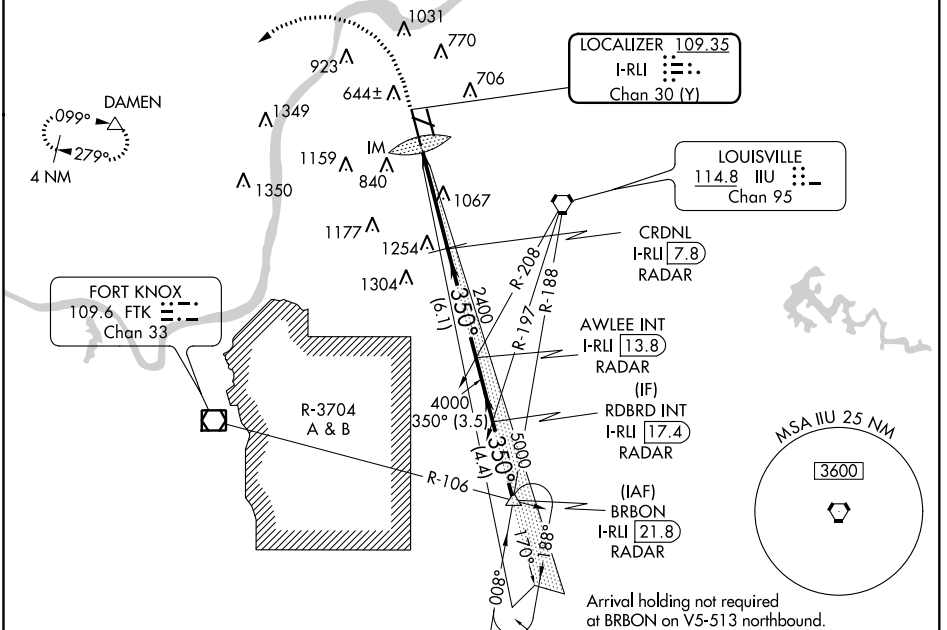 1031
770
923
706
644±
LOCALIZER 109.35
I-RLI
Chan 30 (Y)
DAMEN
099°
279°
4 NM
1349
IM
1159
840
1350
1067
LOUISVILLE
114.8 IIU
Chan 95
1177
1254
1304
CRDNL
I-RLI 7.8
RADAR
R-208
R-197
R-188
FORT KNOX
109.6 FTK
Chan 33
2400
350°
(6.1)
AWLEE INT
I-RLI 13.8
RADAR
R-3704
A & B
4000
350° (3.5)
(IF)
RDBRD INT
I-RLI 17.4
RADAR
5000
350°
(4.4)
R-106
MSA IIU 25 NM
3600
(IAF)
BRBON
I-RLI 21.8
RADAR
170°
188°
008°
Arrival holding not required
at BRBON on V5-513 northbound.